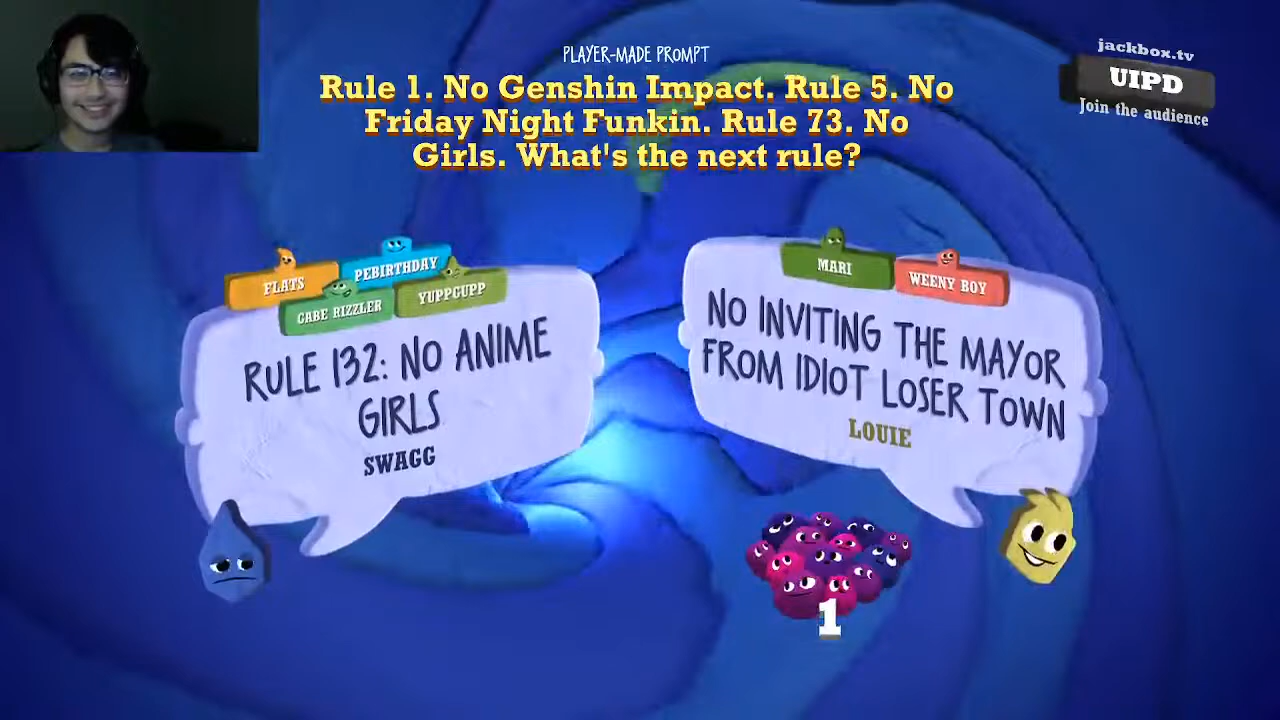 PLAYER-MADE PROMPT
Rule 1. No Genshin Impact. Rule 5. No
Friday Night Funkin. Rule 73. No
Girls. What's the next rule?
jackbox.tv
UIPD
Join the audience
FLATS
PEBIRTHDAY
GABE RIZZLER
YUPPGUPP
RULE 132: NO ANIME
GIRLS
SWAGG
MARI
WEENY BOY
NO INVITING THE MAYOR
FROM IDIOT LOSER TOWN
LOUIE
1